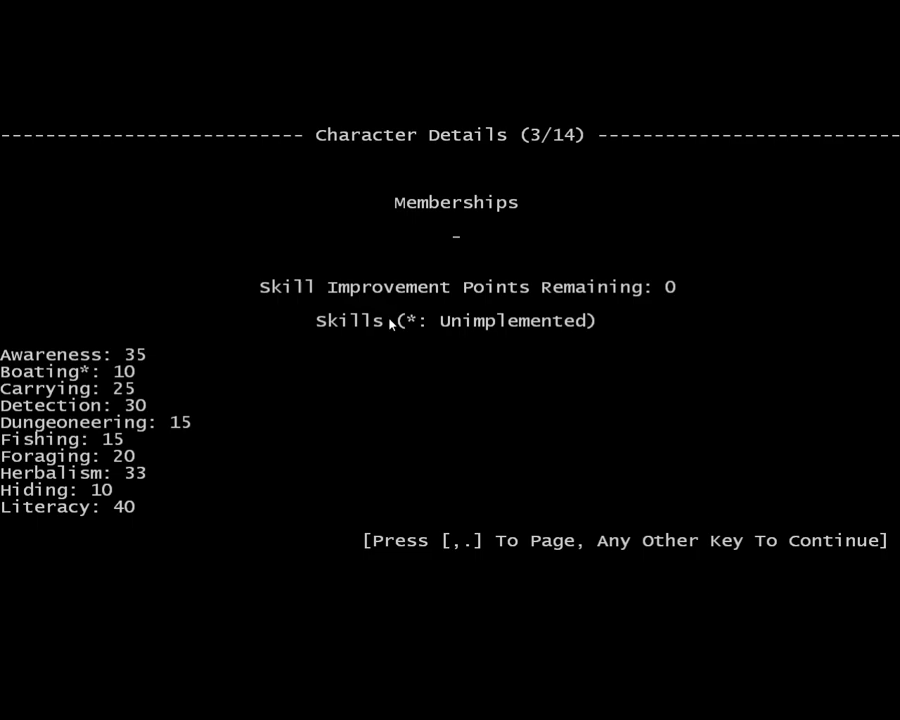 --------------------------- Character Details (3/14) ---------------------------
Memberships
-
Skill Improvement Points Remaining: 0
Skills (*: Unimplemented)
Awareness: 35
Boating*: 10
Carrying: 25
Detection: 30
Dungeoneering: 15
Fishing: 15
Foraging: 20
Herbalism: 33
Hiding: 10
Literacy: 40
[Press [,.] To Page, Any Other Key To Continue]